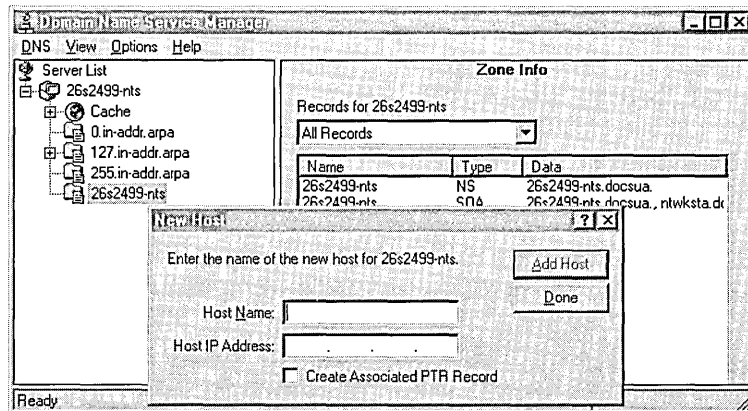 Domain Name Service Manager
DNS View Options Help
Server List
26s2499-nts
Cache
0.in-addr.arpa
127.in-addr.arpa
255.in-addr.arpa
26s2499-nts
Zone Info
Records for 26s2499-nts
All Records
Name Type Data
26s2499-nts NS 26s2499-nts.docsua.
26s2499-nts SOA 26s2499-nts.docsua., ntwksta.do
New Host
Enter the name of the new host for 26s2499-nts.
Add Host
Done
Host Name:
Host IP Address: . . .
Create Associated PTR Record
Ready